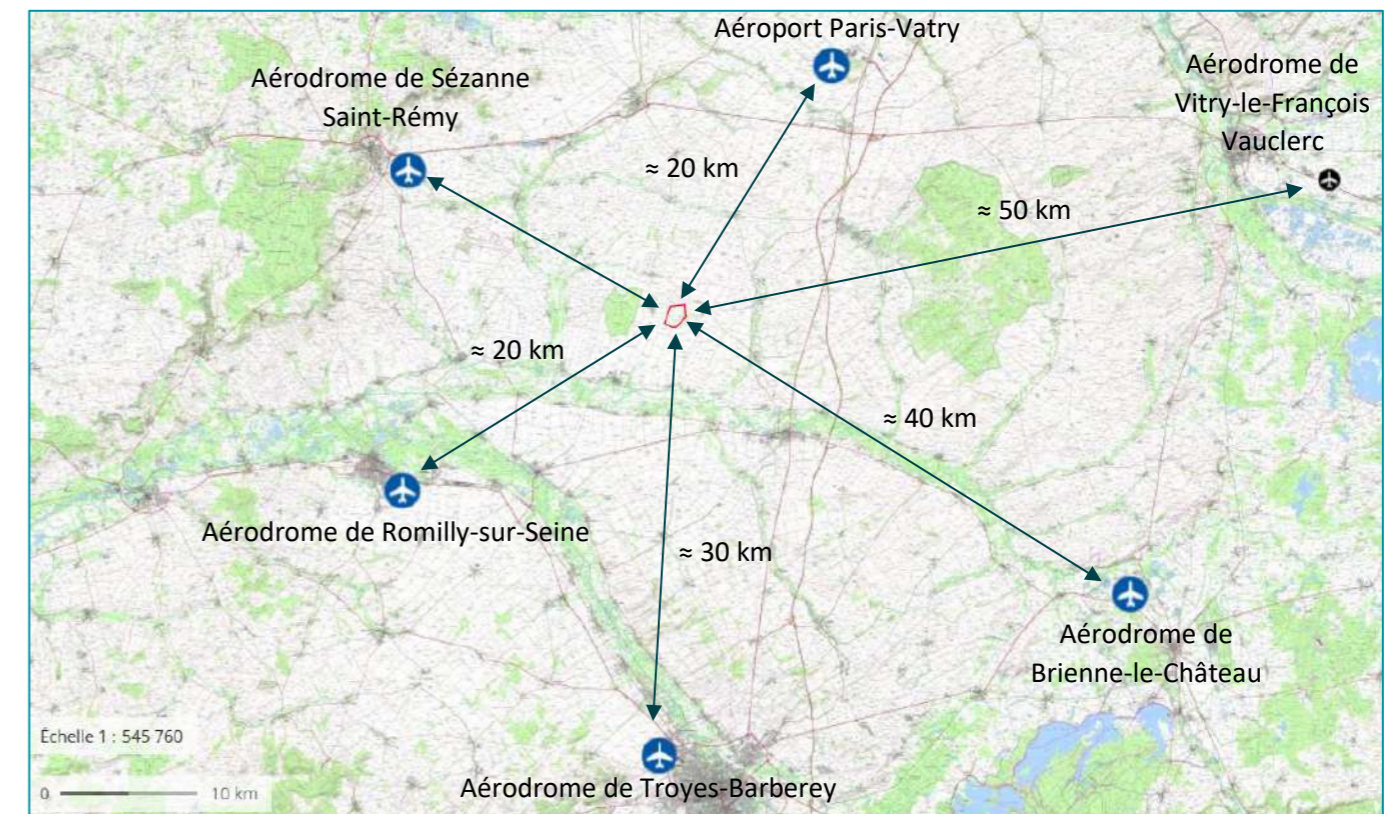 Aéroport Paris-Vatry
Aérodrome de Sézanne
Saint-Rémy
Aérodrome de
Vitry-le-François
Vauclerc
≈ 20 km
≈ 50 km
≈ 20 km
≈ 40 km
Aérodrome de Romilly-sur-Seine
≈ 30 km
Aérodrome de
Brienne-le-Château
Échelle 1 : 545 760
Aérodrome de Troyes-Barberey
0 10 km